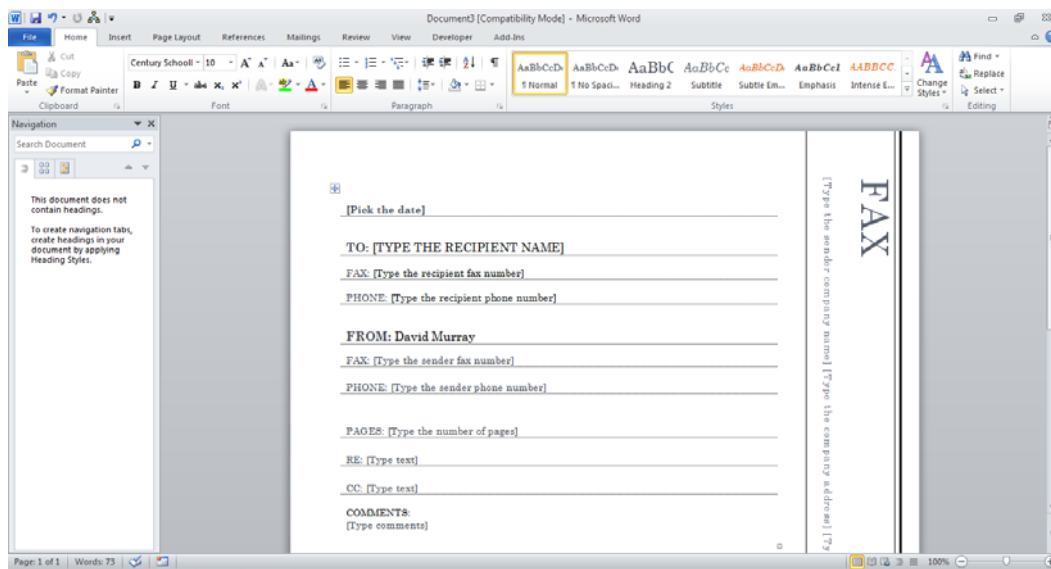 Document3 [Compatibility Mode] - Microsoft Word
File Home Insert Page Layout References Mailings Review View Developer Add-Ins
Paste
Cut
Copy
Format Painter
Clipboard
Century Schooll 10
Font
Paragraph
AaBbCcD AaBbCcD AaBbC AaBbCc AaBbCcD AaBbCcI AABBCC
¶ Normal ¶ No Spaci... Heading 2 Subtitle Subtle Em... Emphasis Intense E...
Change Styles
Styles
Find
Replace
Select
Editing
Navigation
Search Document
This document does not
contain headings.
To create navigation tabs,
create headings in your
document by applying
Heading Styles.
[Pick the date]
TO: [TYPE THE RECIPIENT NAME]
FAX: [Type the recipient fax number]
PHONE: [Type the recipient phone number]
FROM: David Murray
FAX: [Type the sender fax number]
PHONE: [Type the sender phone number]
PAGES: [Type the number of pages]
RE: [Type text]
CC: [Type text]
COMMENTS:
[Type comments]
FAX
[Type the sender company name] [Type the company address] [Ty
Page: 1 of 1 Words: 73
100%